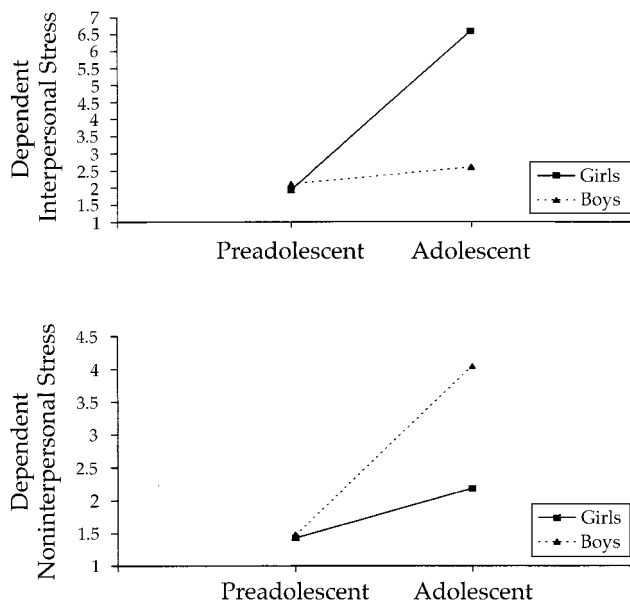 Dependent
Interpersonal Stress
7
6.5
5.5
5
4.5
4
3.5
3
2.5
2
1.5
1
Girls
Boys
Preadolescent
Adolescent
Dependent
Noninterpersonal Stress
4.5
4
3.5
3
2.5
2
1.5
1
Girls
Boys
Preadolescent
Adolescent